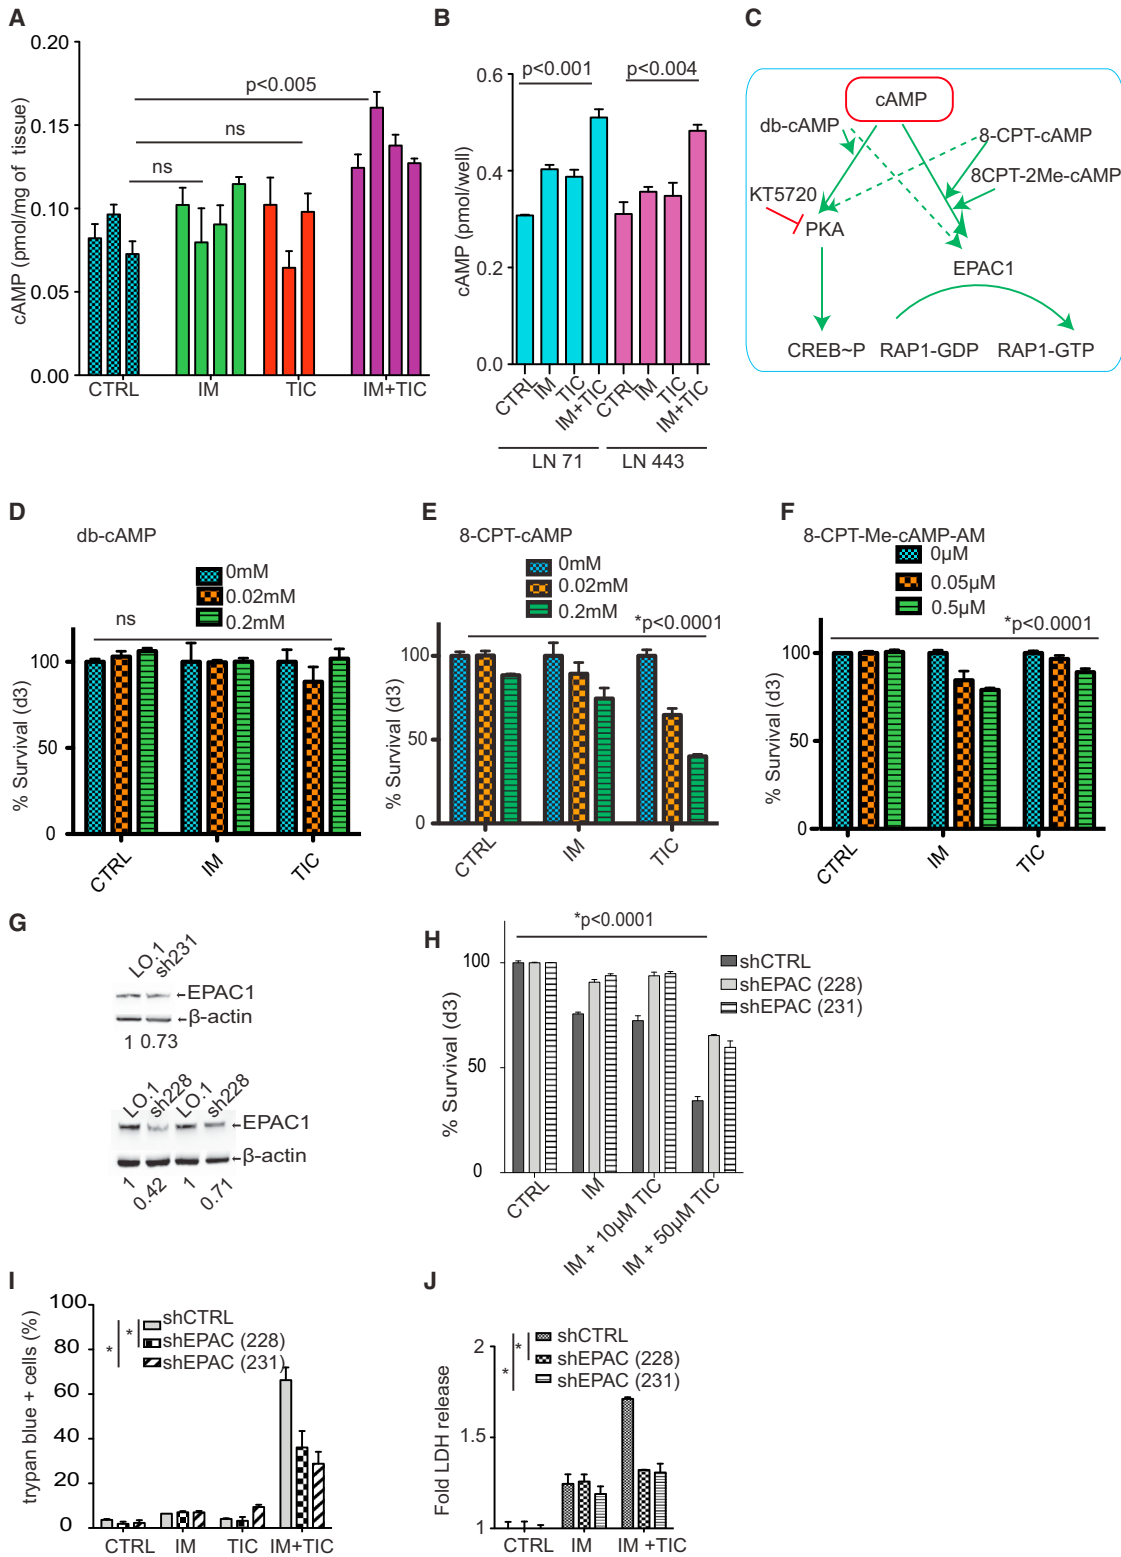 A
cAMP (pmol/mg of tissue)
0.20
0.15
0.10
0.05
0.00
p<0.005
ns
ns
CTRL
IM
TIC
IM+TIC
B
cAMP (pmol/well)
0.6
0.4
0.2
0.0
p<0.001
p<0.004
CTRL
IM
TIC
IM+TIC
CTRL
IM
TIC
IM+TIC
LN 71
LN 443
C
cAMP
db-cAMP
8-CPT-cAMP
8CPT-2Me-cAMP
KT5720
PKA
EPAC1
CREB~P
RAP1-GDP
RAP1-GTP
D
db-cAMP
0mM
0.02mM
0.2mM
ns
% Survival (d3)
100
50
0
CTRL
IM
TIC
E
8-CPT-cAMP
0mM
0.02mM
0.2mM
*p<0.0001
% Survival (d3)
100
50
0
CTRL
IM
TIC
F
8-CPT-Me-cAMP-AM
0µM
0.05µM
0.5µM
*p<0.0001
% Survival (d3)
100
50
0
CTRL
IM
TIC
G
LO.1
sh231
EPAC1
β-actin
1 0.73
LO.1
sh228
LO.1
sh228
EPAC1
β-actin
1
0.42
1
0.71
H
*p<0.0001
shCTRL
shEPAC (228)
shEPAC (231)
% Survival (d3)
100
50
0
CTRL
IM
IM + 10µM TIC
IM + 50µM TIC
I
trypan blue + cells (%)
100
80
60
40
20
0
*
*
shCTRL
shEPAC (228)
shEPAC (231)
CTRL
IM
TIC
IM+TIC
J
Fold LDH release
2
1.5
1
*
*
shCTRL
shEPAC (228)
shEPAC (231)
CTRL
IM
IM +TIC